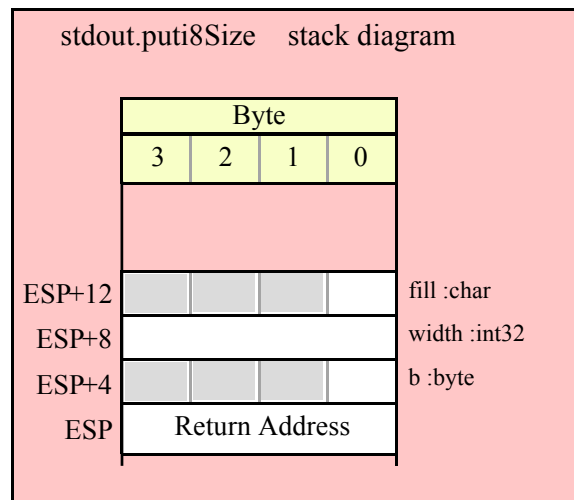 stdout.puti8Size stack diagram
Byte
3 2 1 0
ESP+12 fill :char
ESP+8 width :int32
ESP+4 b :byte
ESP Return Address